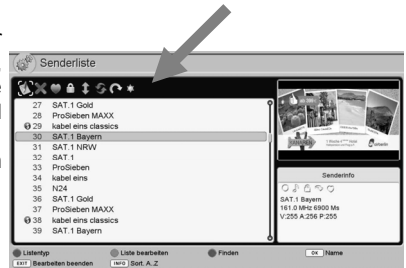 Senderliste
27 SAT.1 Gold
28 ProSieben MAXX
29 kabel eins classics
30 SAT.1 Bayern
31 SAT.1 NRW
32 SAT.1
33 ProSieben
34 kabel eins
35 N24
36 SAT.1 Gold
37 ProSieben MAXX
38 kabel eins classics
39 SAT.1 Bayern
Senderinfo
SAT.1 Bayern
161.0 MHz 6900 Ms
V:255 A:256 P:255
Listentyp
Liste bearbeiten
Finden
OK Name
EXIT Bearbeiten beenden
INFO Sort. A..Z